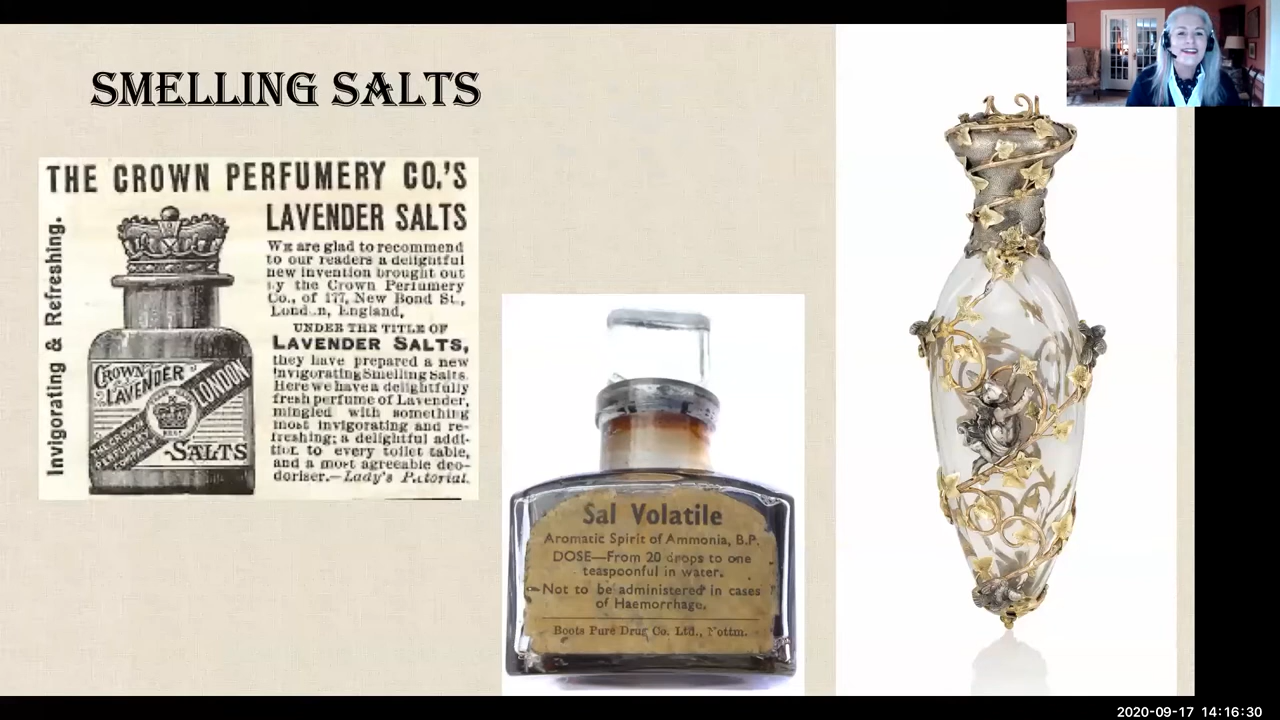 SMELLING SALTS
THE CROWN PERFUMERY CO.'S
LAVENDER SALTS
Invigorating & Refreshing.
WE are glad to recommend
to our readers a delightful
new invention brought out
by the Crown Perfumery
Co., of 177, New Bond St.,
London, England,
UNDER THE TITLE OF
LAVENDER SALTS,
they have prepared a new
invigorating Smelling Salts.
Here we have a delightfully
fresh perfume of Lavender,
mingled with something
most invigorating and re-
freshing; a delightful addi-
tion to every toilet table,
and a most agreeable deo-
doriser.—Lady's Pictorial.
CROWN
LAVENDER
LONDON
THE CROWN
PERFUMERY
COMPANY
SALTS
Sal Volatile
Aromatic Spirit of Ammonia, B.P.
DOSE—From 20 drops to one
teaspoonful in water.
Not to be administered in cases
of Haemorrhage.
Boots Pure Drug Co. Ltd., Nottm.
2020-09-17 14:16:30